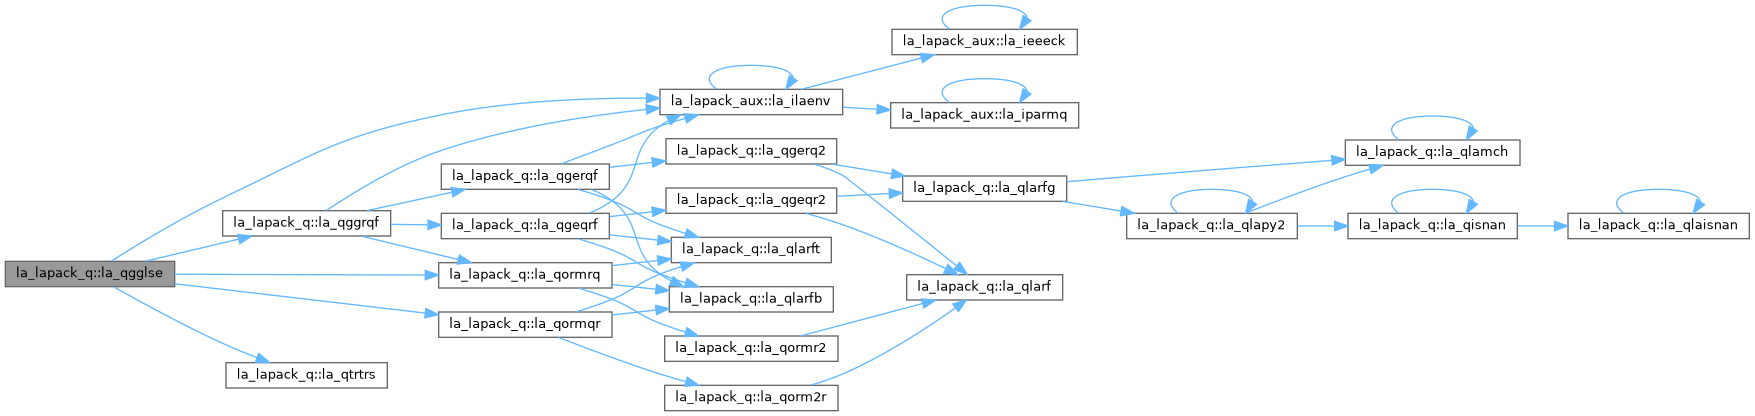 la_lapack_q::la_qgglse
la_lapack_q::la_qggrqf
la_lapack_q::la_qtrtrs
la_lapack_q::la_qgerqf
la_lapack_q::la_qgeqrf
la_lapack_q::la_qormrq
la_lapack_q::la_qormqr
la_lapack_aux::la_ilaenv
la_lapack_q::la_qgerq2
la_lapack_q::la_qgeqr2
la_lapack_q::la_qlarft
la_lapack_q::la_qlarfb
la_lapack_q::la_qormr2
la_lapack_q::la_qorm2r
la_lapack_aux::la_ieeeck
la_lapack_aux::la_iparmq
la_lapack_q::la_qlarfg
la_lapack_q::la_qlarf
la_lapack_q::la_qlapy2
la_lapack_q::la_qlamch
la_lapack_q::la_qisnan
la_lapack_q::la_qlaisnan